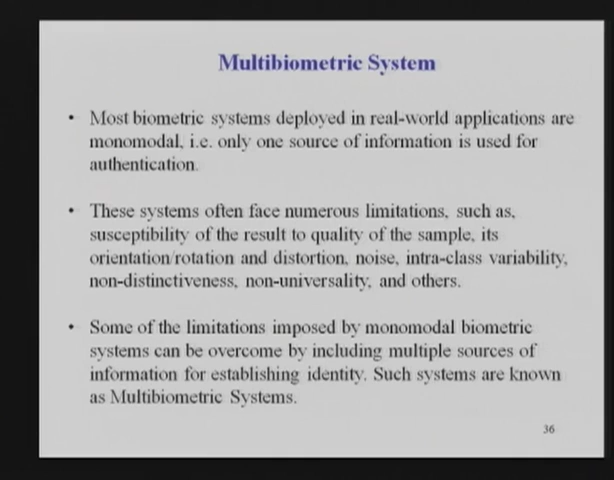 Multibiometric System
• Most biometric systems deployed in real-world applications are
monomodal, i.e. only one source of information is used for
authentication.
• These systems often face numerous limitations, such as,
susceptibility of the result to quality of the sample, its
orientation/rotation and distortion, noise, intra-class variability,
non-distinctiveness, non-universality, and others.
• Some of the limitations imposed by monomodal biometric
systems can be overcome by including multiple sources of
information for establishing identity. Such systems are known
as Multibiometric Systems.
36